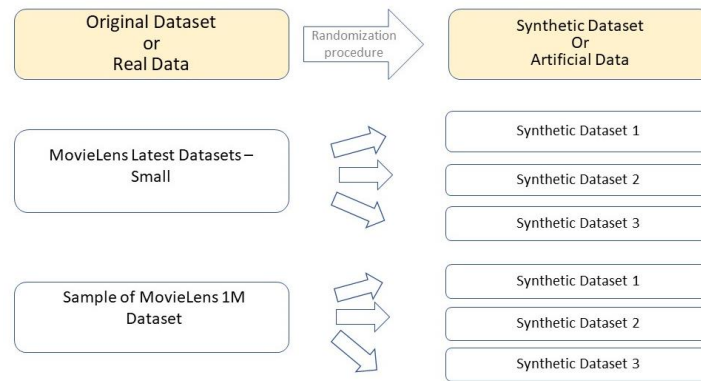 Original Dataset
or
Real Data
Randomization
procedure
Synthetic Dataset
Or
Artificial Data
MovieLens Latest Datasets –
Small
Synthetic Dataset 1
Synthetic Dataset 2
Synthetic Dataset 3
Sample of MovieLens 1M
Dataset
Synthetic Dataset 1
Synthetic Dataset 2
Synthetic Dataset 3